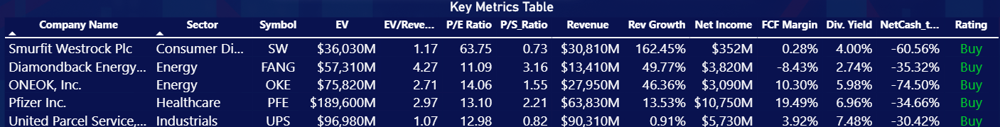 Key Metrics Table
Company Name Sector Symbol EV EV/Reve... P/E Ratio P/S_Ratio Revenue Rev Growth Net Income FCF Margin Div. Yield NetCash_t... Rating
Smurfit Westrock Plc Consumer Di... SW $36,030M 1.17 63.75 0.73 $30,810M 162.45% $352M 0.28% 4.00% -60.56% Buy
Diamondback Energy... Energy FANG $57,310M 4.27 11.09 3.16 $13,410M 49.77% $3,820M -8.43% 2.74% -35.32% Buy
ONEOK, Inc. Energy OKE $75,820M 2.71 14.06 1.55 $27,950M 46.36% $3,090M 10.30% 5.98% -74.50% Buy
Pfizer Inc. Healthcare PFE $189,600M 2.97 13.10 2.21 $63,830M 13.53% $10,750M 19.49% 6.96% -34.66% Buy
United Parcel Service,... Industrials UPS $96,980M 1.07 12.98 0.82 $90,310M 0.91% $5,730M 3.92% 7.48% -30.42% Buy